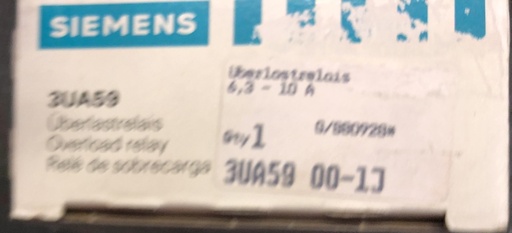 SIEMENS
3UA59
Überlastrelais
Overload relay
Relé de sobrecarga
Überlastrelais
6,3 - 10 A
Qty 1
3UA59 00-1J